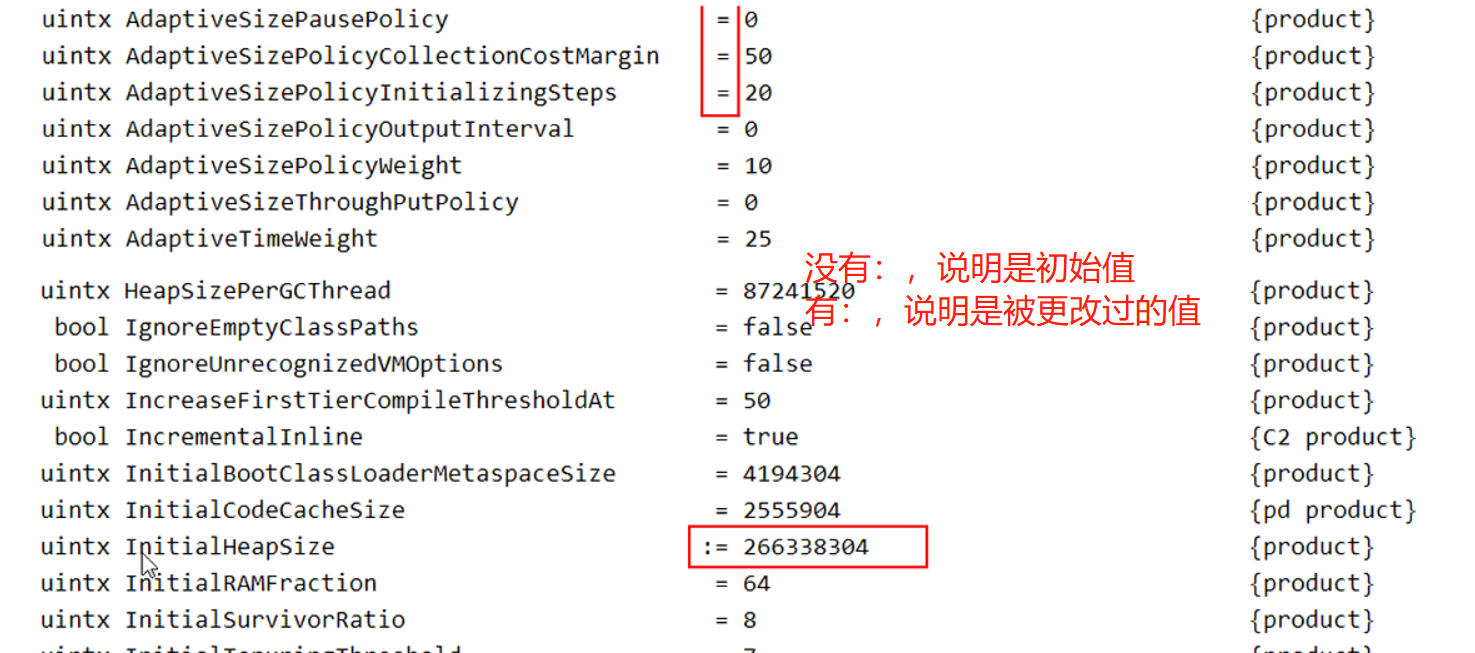 uintx AdaptiveSizePausePolicy = 0 {product}
uintx AdaptiveSizePolicyCollectionCostMargin = 50 {product}
uintx AdaptiveSizePolicyInitializingSteps = 20 {product}
uintx AdaptiveSizePolicyOutputInterval = 0 {product}
uintx AdaptiveSizePolicyWeight = 10 {product}
uintx AdaptiveSizeThroughPutPolicy = 0 {product}
uintx AdaptiveTimeWeight = 25 {product}
没有：，说明是初始值
uintx HeapSizePerGCThread = 87241520 {product}
有：，说明是被更改过的值
bool IgnoreEmptyClassPaths = false {product}
bool IgnoreUnrecognizedVMOptions = false {product}
uintx IncreaseFirstTierCompileThresholdAt = 50 {product}
bool IncrementalInline = true {C2 product}
uintx InitialBootClassLoaderMetaspaceSize = 4194304 {product}
uintx InitialCodeCacheSize = 2555904 {pd product}
uintx InitialHeapSize := 266338304 {product}
uintx InitialRAMFraction = 64 {product}
uintx InitialSurvivorRatio = 8 {product}